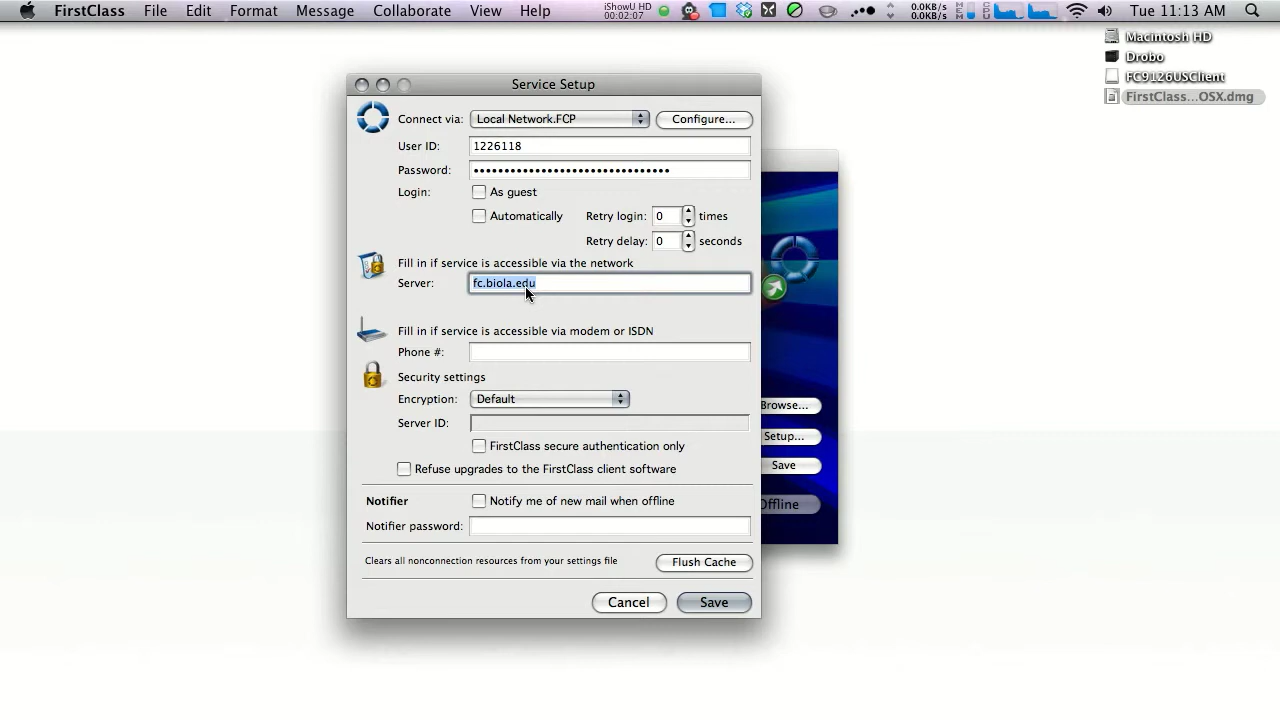 FirstClass File Edit Format Message Collaborate View Help iShowU HD 00:02:07 0.0KB/s 0.0KB/s MEM CPU Tue 11:13 AM
Macintosh HD
Drobo
FC9126USClient
FirstClass...OSX.dmg
Service Setup
Connect via: Local Network.FCP Configure...
User ID: 1226118
Password: •••••••••••••••••••••••••••••••
Login: As guest
Automatically Retry login: 0 times
Retry delay: 0 seconds
Fill in if service is accessible via the network
Server: fc.biola.edu
Fill in if service is accessible via modem or ISDN
Phone #:
Security settings
Encryption: Default
Server ID:
FirstClass secure authentication only
Refuse upgrades to the FirstClass client software
Notifier Notify me of new mail when offline
Notifier password:
Clears all nonconnection resources from your settings file Flush Cache
Cancel Save
Browse...
Setup...
Save
Offline